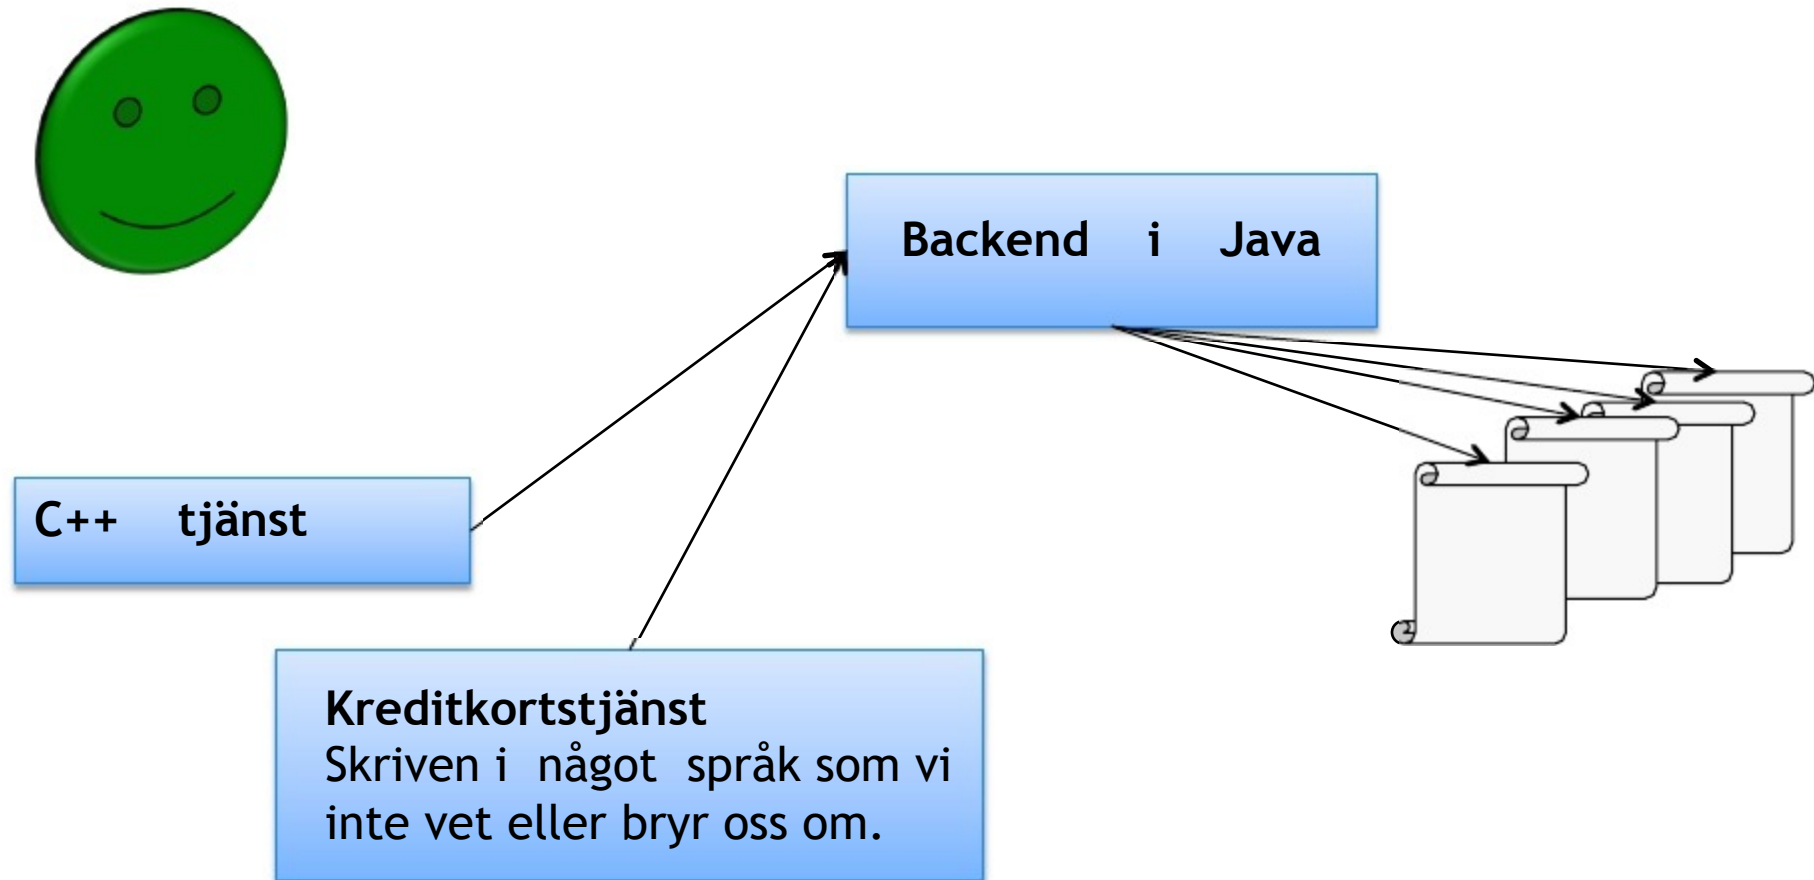 Backend i Java
C++ tjänst
Kreditkortstjänst
Skriven i något språk som vi
inte vet eller bryr oss om.